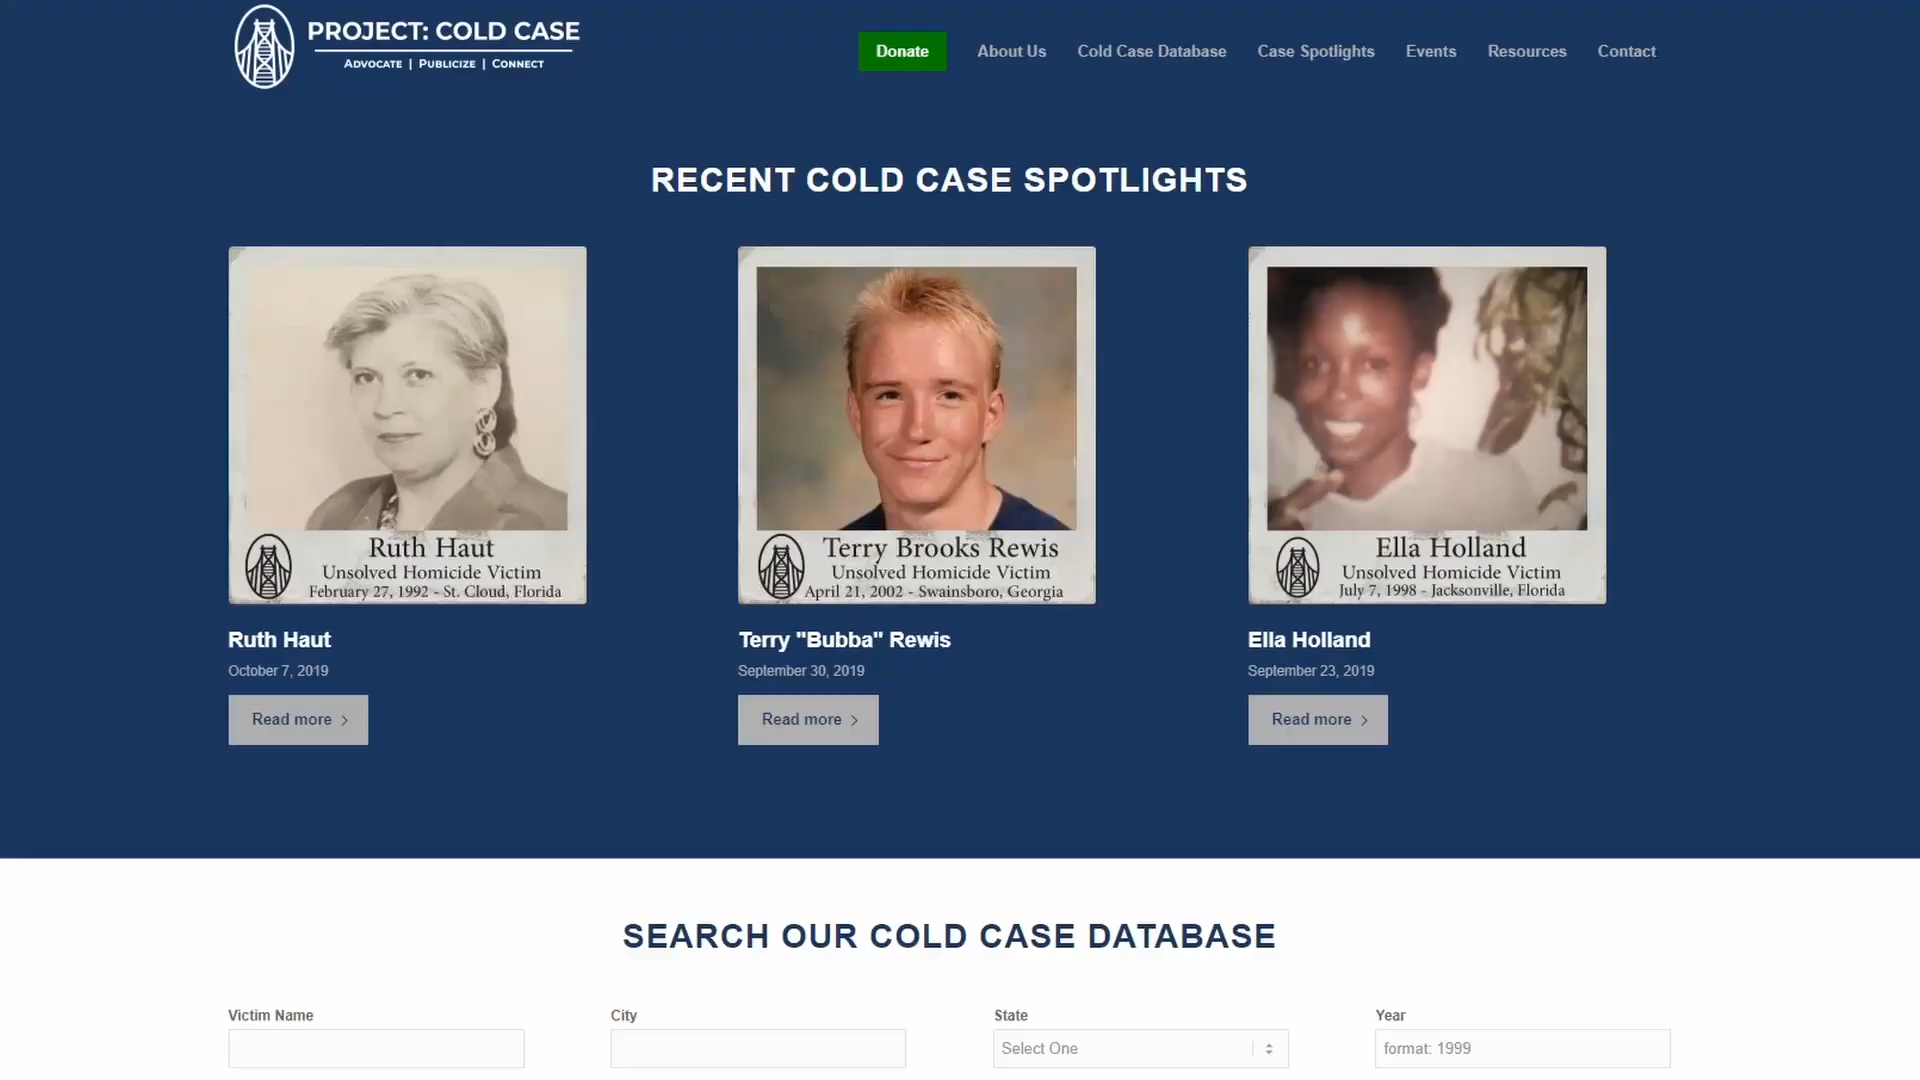 PROJECT: COLD CASE
ADVOCATE | PUBLICIZE | CONNECT
Donate
About Us
Cold Case Database
Case Spotlights
Events
Resources
Contact
RECENT COLD CASE SPOTLIGHTS
Ruth Haut
Unsolved Homicide Victim
February 27, 1992 - St. Cloud, Florida
Terry Brooks Rewis
Unsolved Homicide Victim
April 21, 2002 - Swainsboro, Georgia
Ella Holland
Unsolved Homicide Victim
July 7, 1998 - Jacksonville, Florida
Ruth Haut
October 7, 2019
Read more
Terry "Bubba" Rewis
September 30, 2019
Read more
Ella Holland
September 23, 2019
Read more
SEARCH OUR COLD CASE DATABASE
Victim Name
City
State
Select One
Year
format: 1999